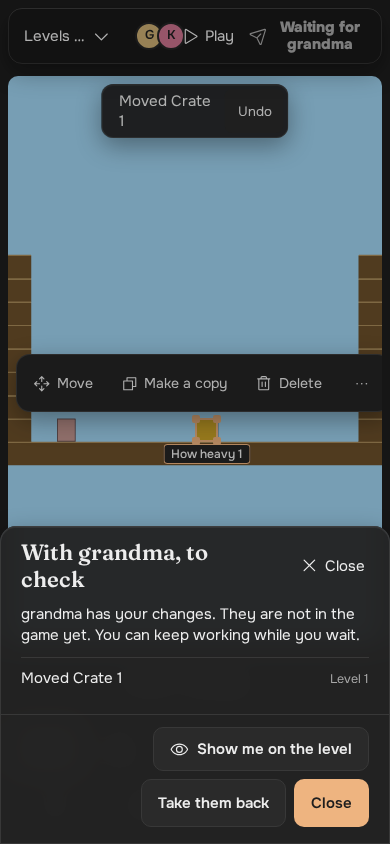 Levels ...
G
K
Play
Waiting for
grandma
Moved Crate
1
Undo
Move
Make a copy
Delete
...
How heavy 1
With grandma, to
check
Close
grandma has your changes. They are not in the
game yet. You can keep working while you wait.
Moved Crate 1
Level 1
Show me on the level
Take them back
Close